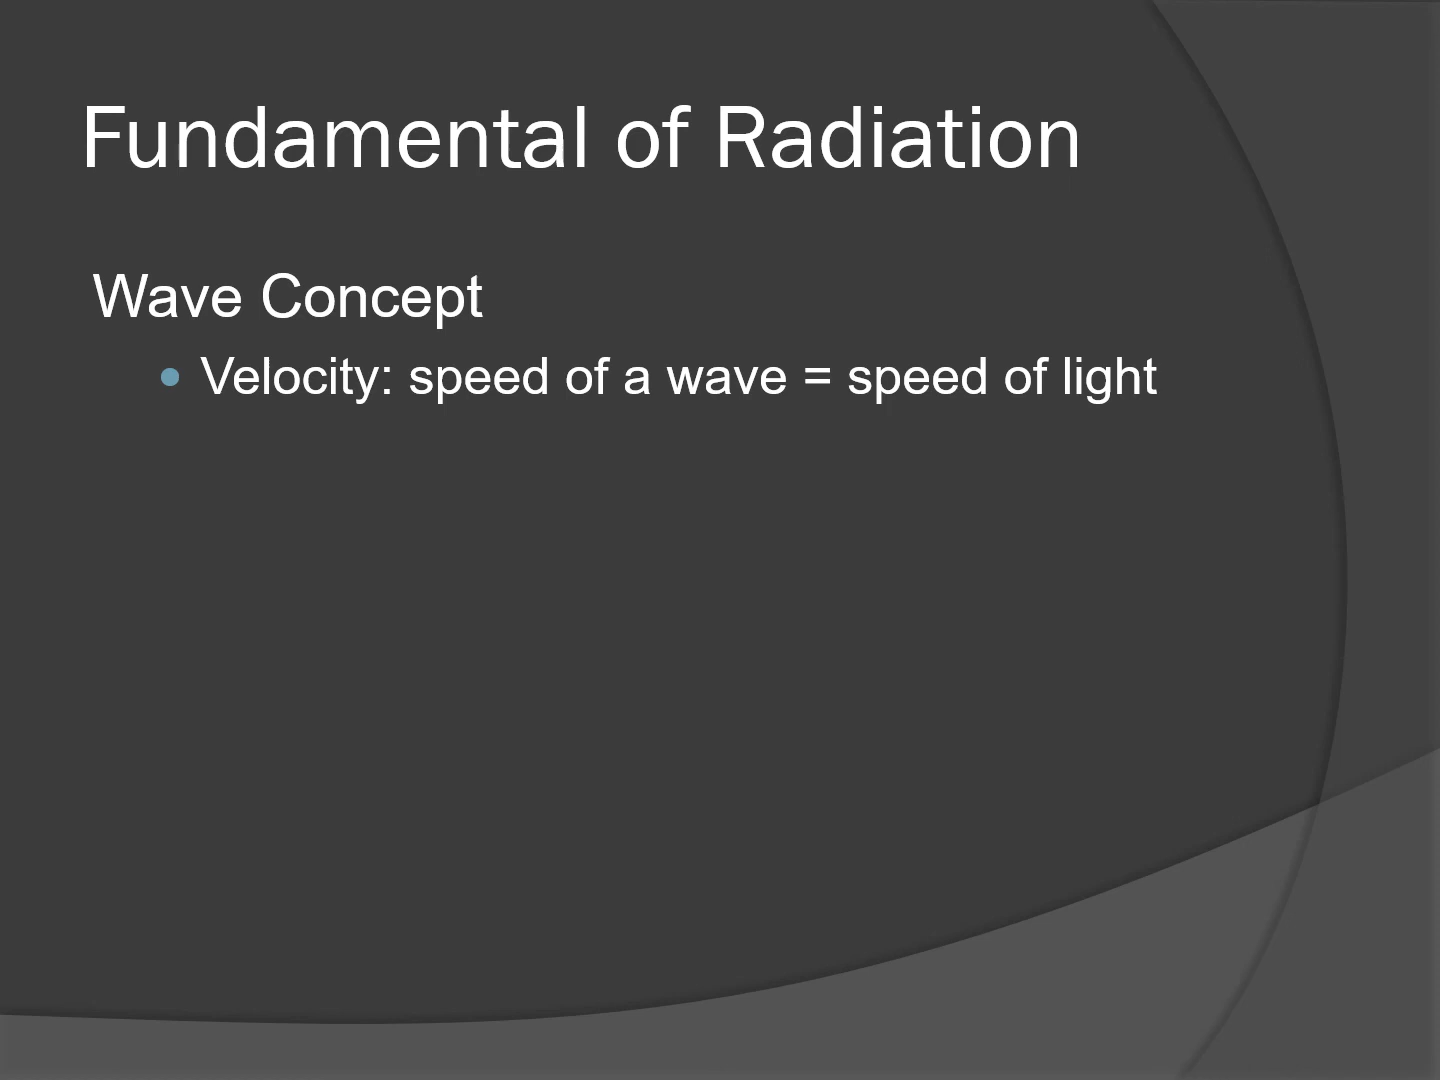 Fundamental of Radiation
Wave Concept
Velocity: speed of a wave = speed of light